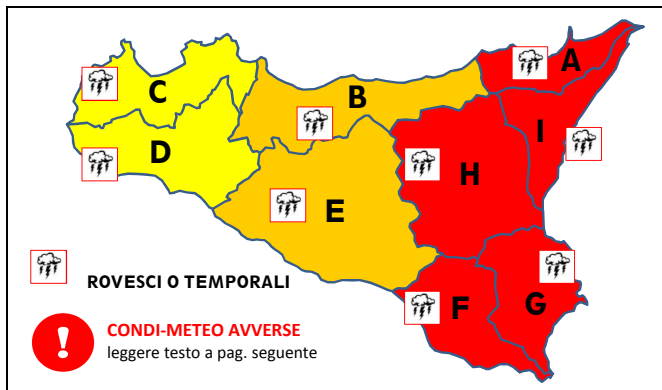 A
C
B
I
D
H
E
F
G
ROVESCI O TEMPORALI
!
CONDI-METEO AVVERSE
leggere testo a pag. seguente